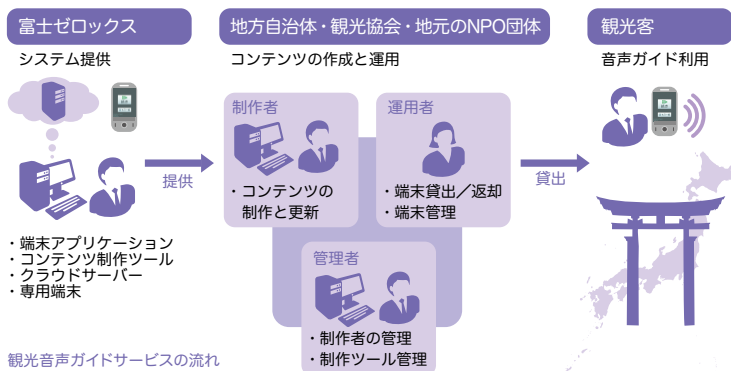 富士ゼロックス
システム提供
・端末アプリケーション
・コンテンツ制作ツール
・クラウドサーバー
・専用端末
提供
地方自治体・観光協会・地元のNPO団体
コンテンツの作成と運用
制作者
・コンテンツの
制作と更新
運用者
・端末貸出／返却
・端末管理
管理者
・制作者の管理
・制作ツール管理
貸出
観光客
音声ガイド利用
観光音声ガイドサービスの流れ